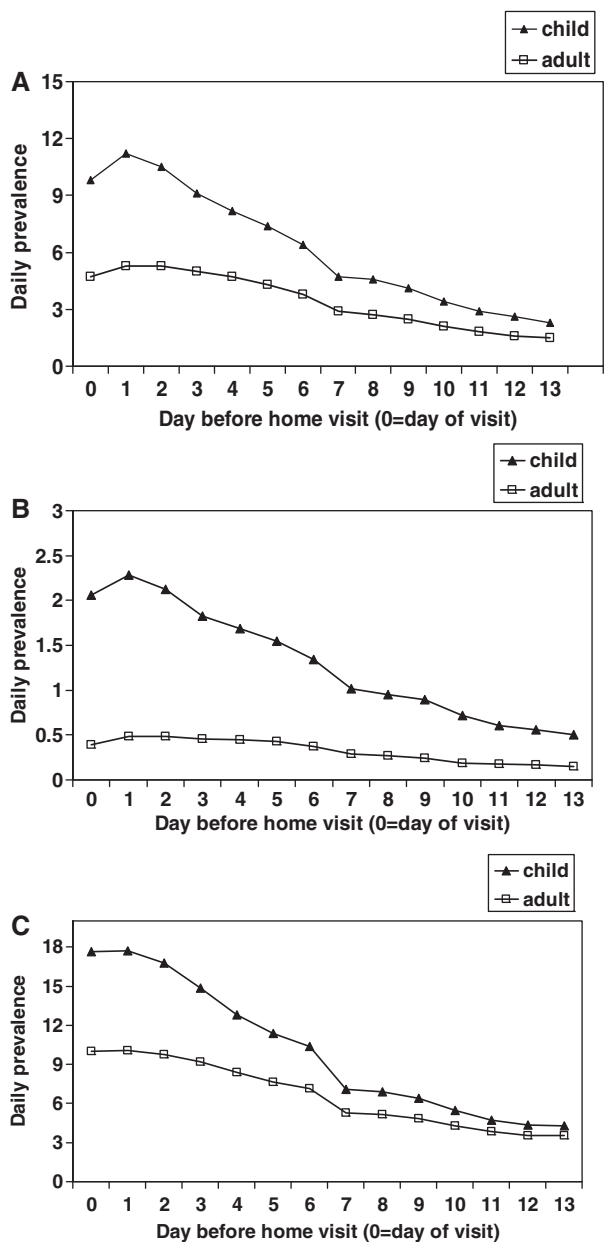 child
adult
A
15
12
9
6
3
0
Daily prevalence
0 1 2 3 4 5 6 7 8 9 10 11 12 13
Day before home visit (0=day of visit)
child
adult
B
3
2.5
2
1.5
1
0.5
0
Daily prevalence
0 1 2 3 4 5 6 7 8 9 10 11 12 13
Day before home visit (0=day of visit)
child
adult
C
18
15
12
9
6
3
0
Daily prevalence
0 1 2 3 4 5 6 7 8 9 10 11 12 13
Day before home visit (0=day of visit)